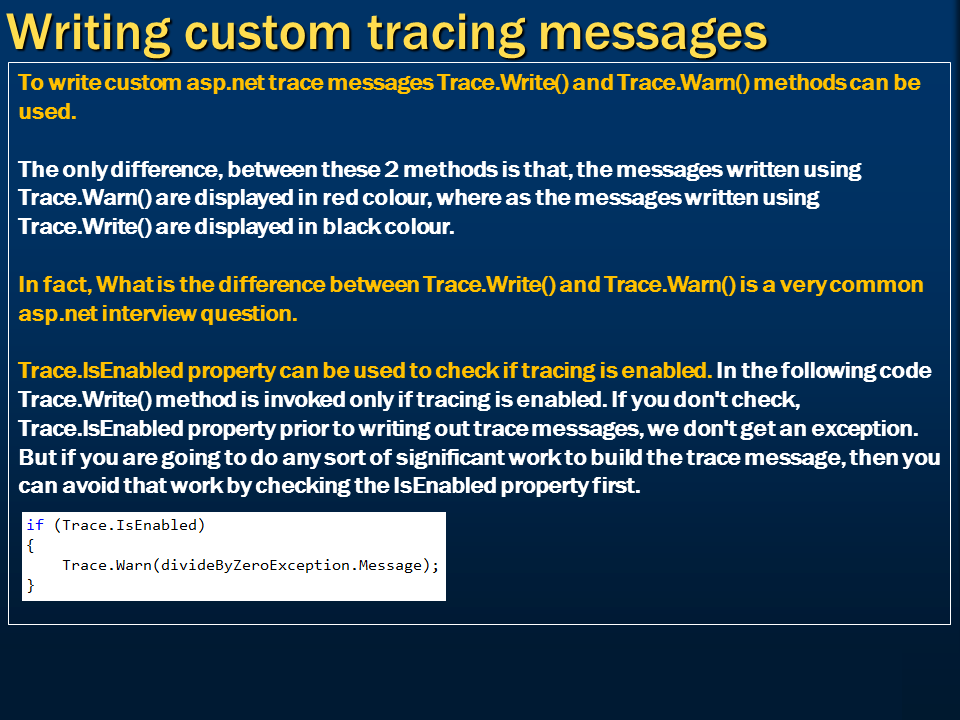 Writing custom tracing messages
To write custom asp.net trace messages Trace.Write() and Trace.Warn() methods can be
used.
The only difference, between these 2 methods is that, the messages written using
Trace.Warn() are displayed in red colour, where as the messages written using
Trace.Write() are displayed in black colour.
In fact, What is the difference between Trace.Write() and Trace.Warn() is a very common
asp.net interview question.
Trace.IsEnabled property can be used to check if tracing is enabled. In the following code
Trace.Write() method is invoked only if tracing is enabled. If you don't check,
Trace.IsEnabled property prior to writing out trace messages, we don't get an exception.
But if you are going to do any sort of significant work to build the trace message, then you
can avoid that work by checking the IsEnabled property first.
if (Trace.IsEnabled)
{
    Trace.Warn(divideByZeroException.Message);
}